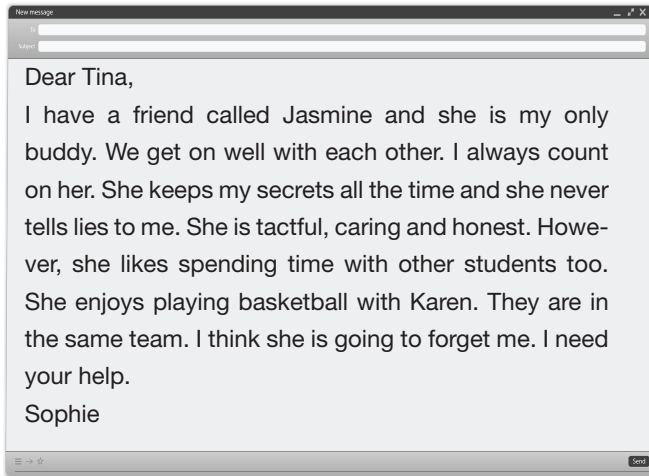 New message
To
Subject
Dear Tina,
I have a friend called Jasmine and she is my only
buddy. We get on well with each other. I always count
on her. She keeps my secrets all the time and she never
tells lies to me. She is tactful, caring and honest. Howe-
ver, she likes spending time with other students too.
She enjoys playing basketball with Karen. They are in
the same team. I think she is going to forget me. I need
your help.
Sophie
Send